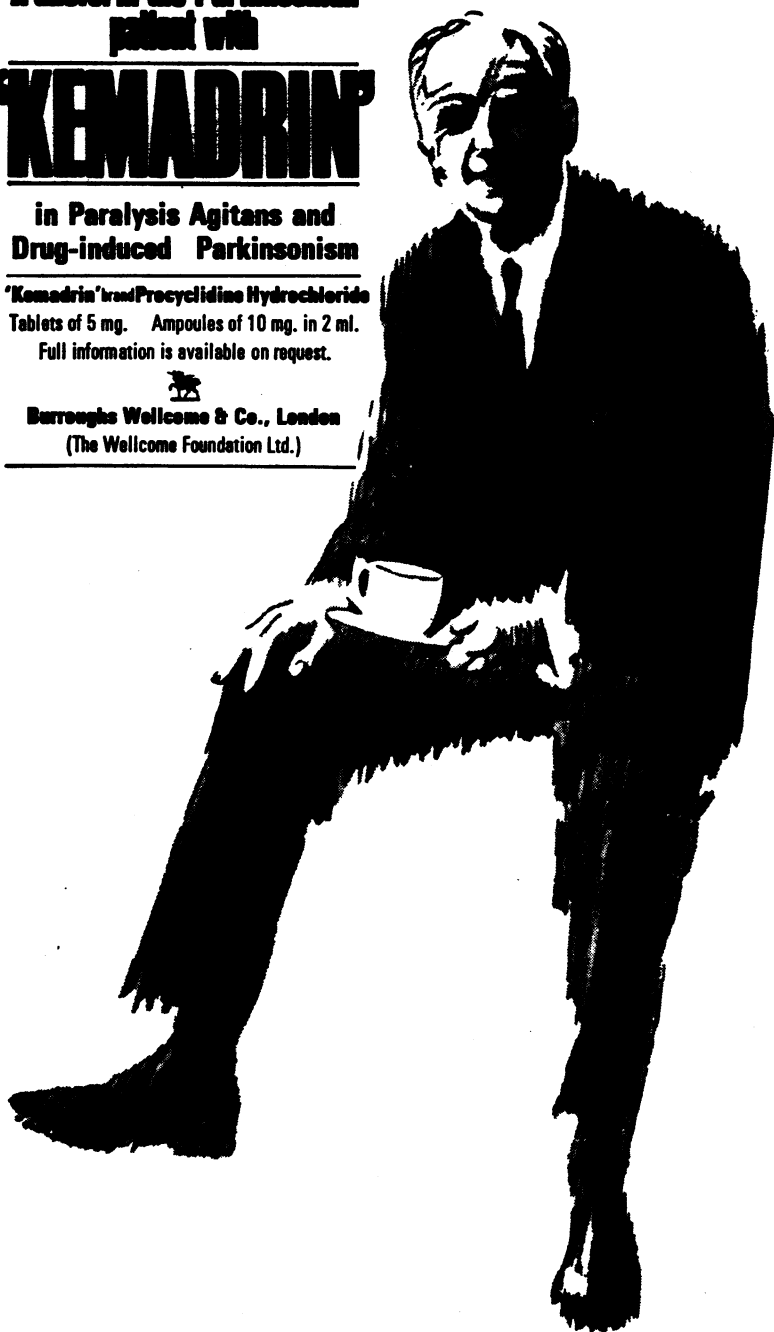 patient with
'KEMADRIN'
in Paralysis Agitans and
Drug-induced Parkinsonism
'Kemadrin' brand Procyclidine Hydrochloride
Tablets of 5 mg. Ampoules of 10 mg. in 2 ml.
Full information is available on request.
Burroughs Wellcome & Co., London
(The Wellcome Foundation Ltd.)